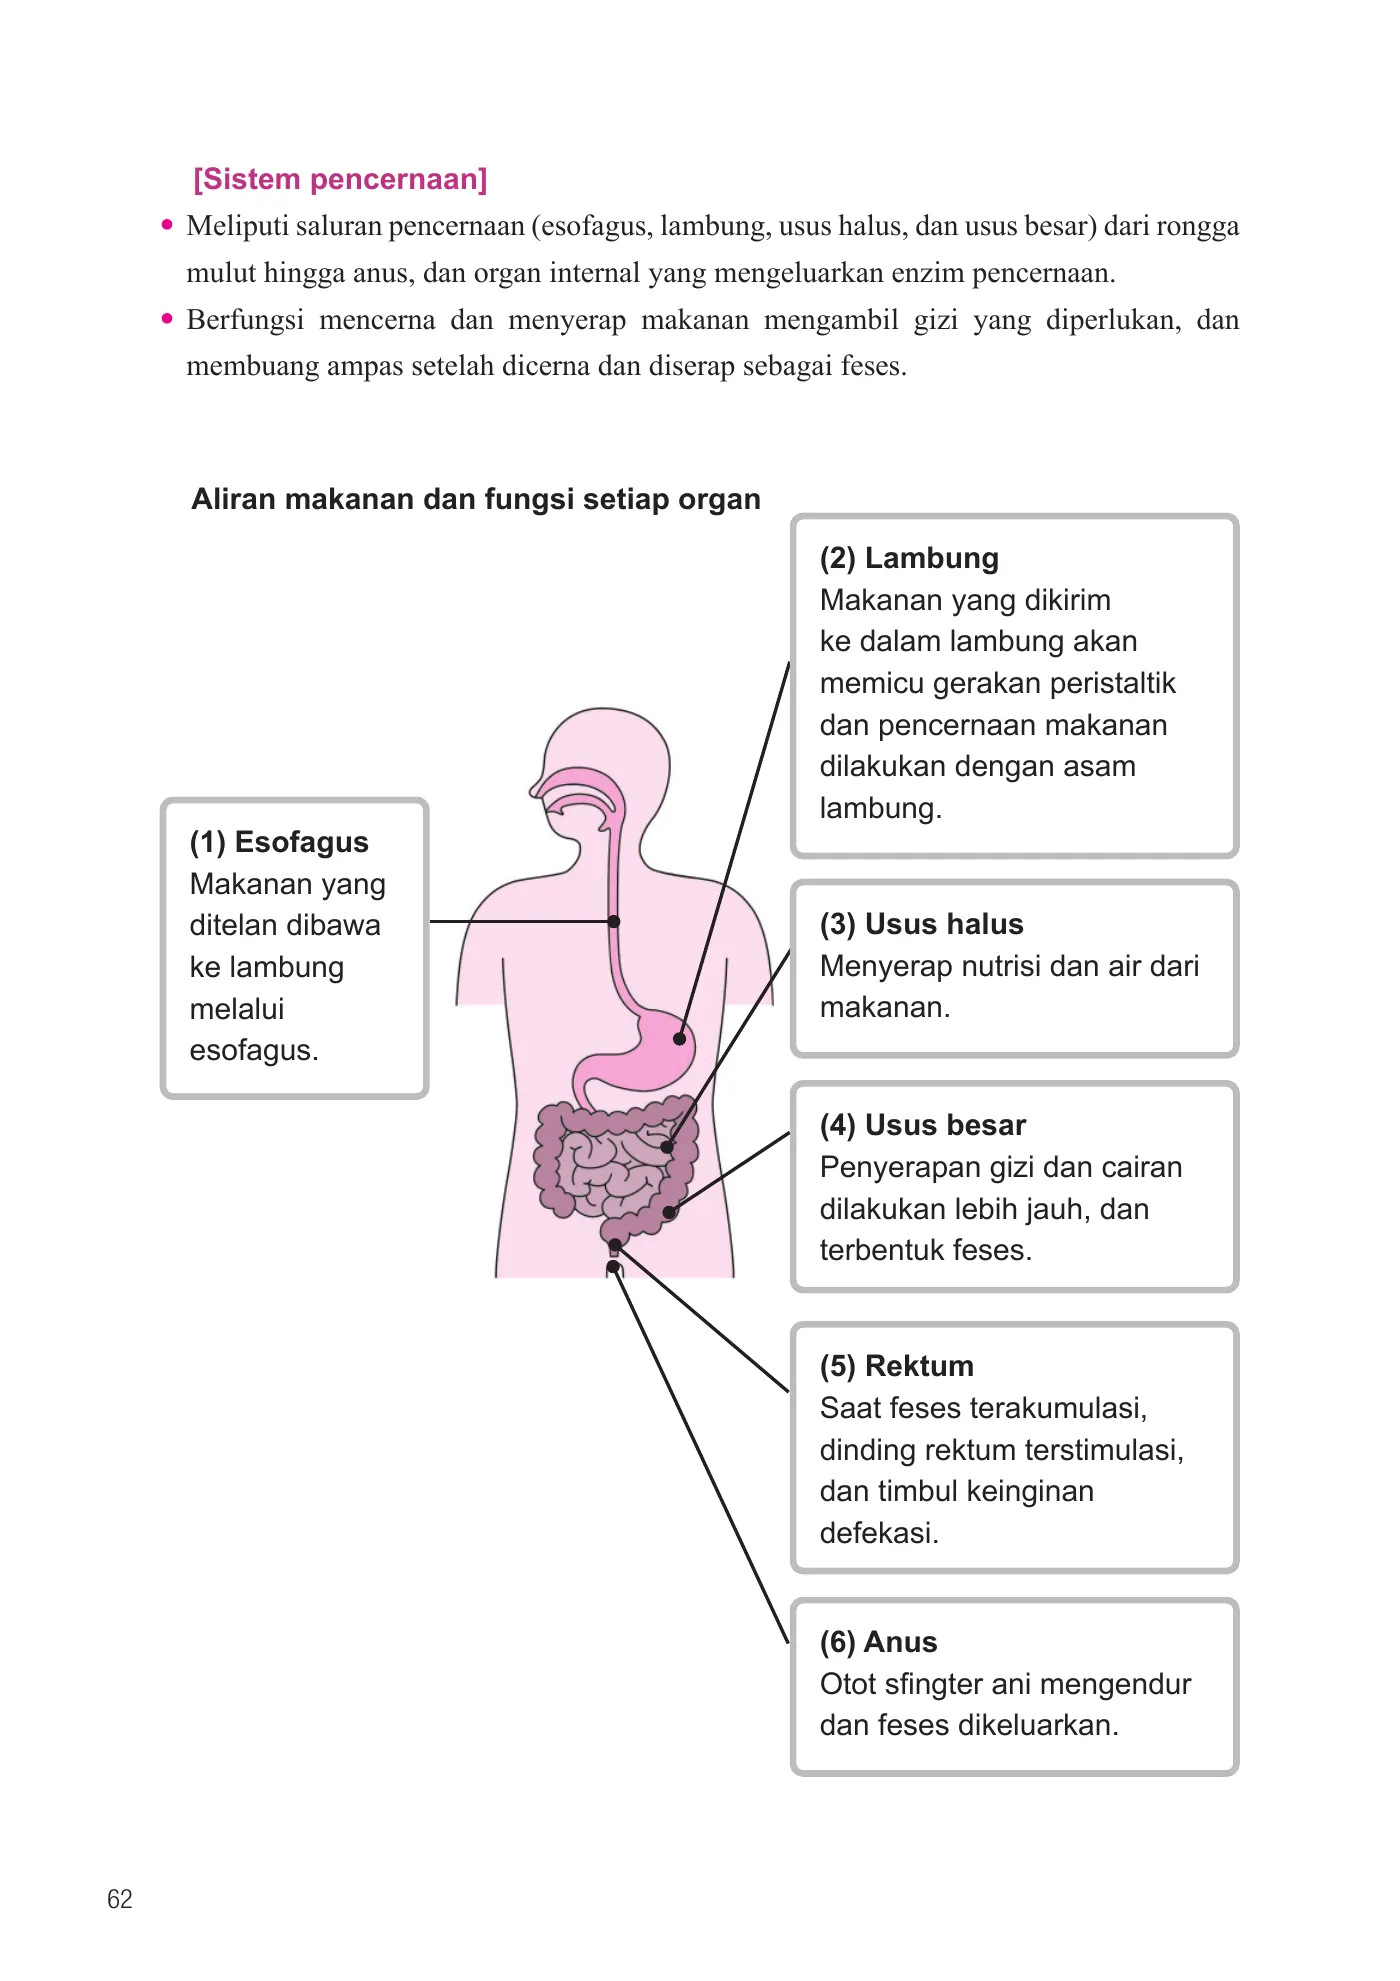 [Sistem pencernaan]
• Meliputi saluran pencernaan (esofagus, lambung, usus halus, dan usus besar) dari rongga
mulut hingga anus, dan organ internal yang mengeluarkan enzim pencernaan.
• Berfungsi mencerna dan menyerap makanan mengambil gizi yang diperlukan, dan
membuang ampas setelah dicerna dan diserap sebagai feses.
Aliran makanan dan fungsi setiap organ
(1) Esofagus
Makanan yang
ditelan dibawa
ke lambung
melalui
esofagus.
(2) Lambung
Makanan yang dikirim
ke dalam lambung akan
memicu gerakan peristaltik
dan pencernaan makanan
dilakukan dengan asam
lambung.
(3) Usus halus
Menyerap nutrisi dan air dari
makanan.
(4) Usus besar
Penyerapan gizi dan cairan
dilakukan lebih jauh, dan
terbentuk feses.
(5) Rektum
Saat feses terakumulasi,
dinding rektum terstimulasi,
dan timbul keinginan
defekasi.
(6) Anus
Otot sfingter ani mengendur
dan feses dikeluarkan.
62